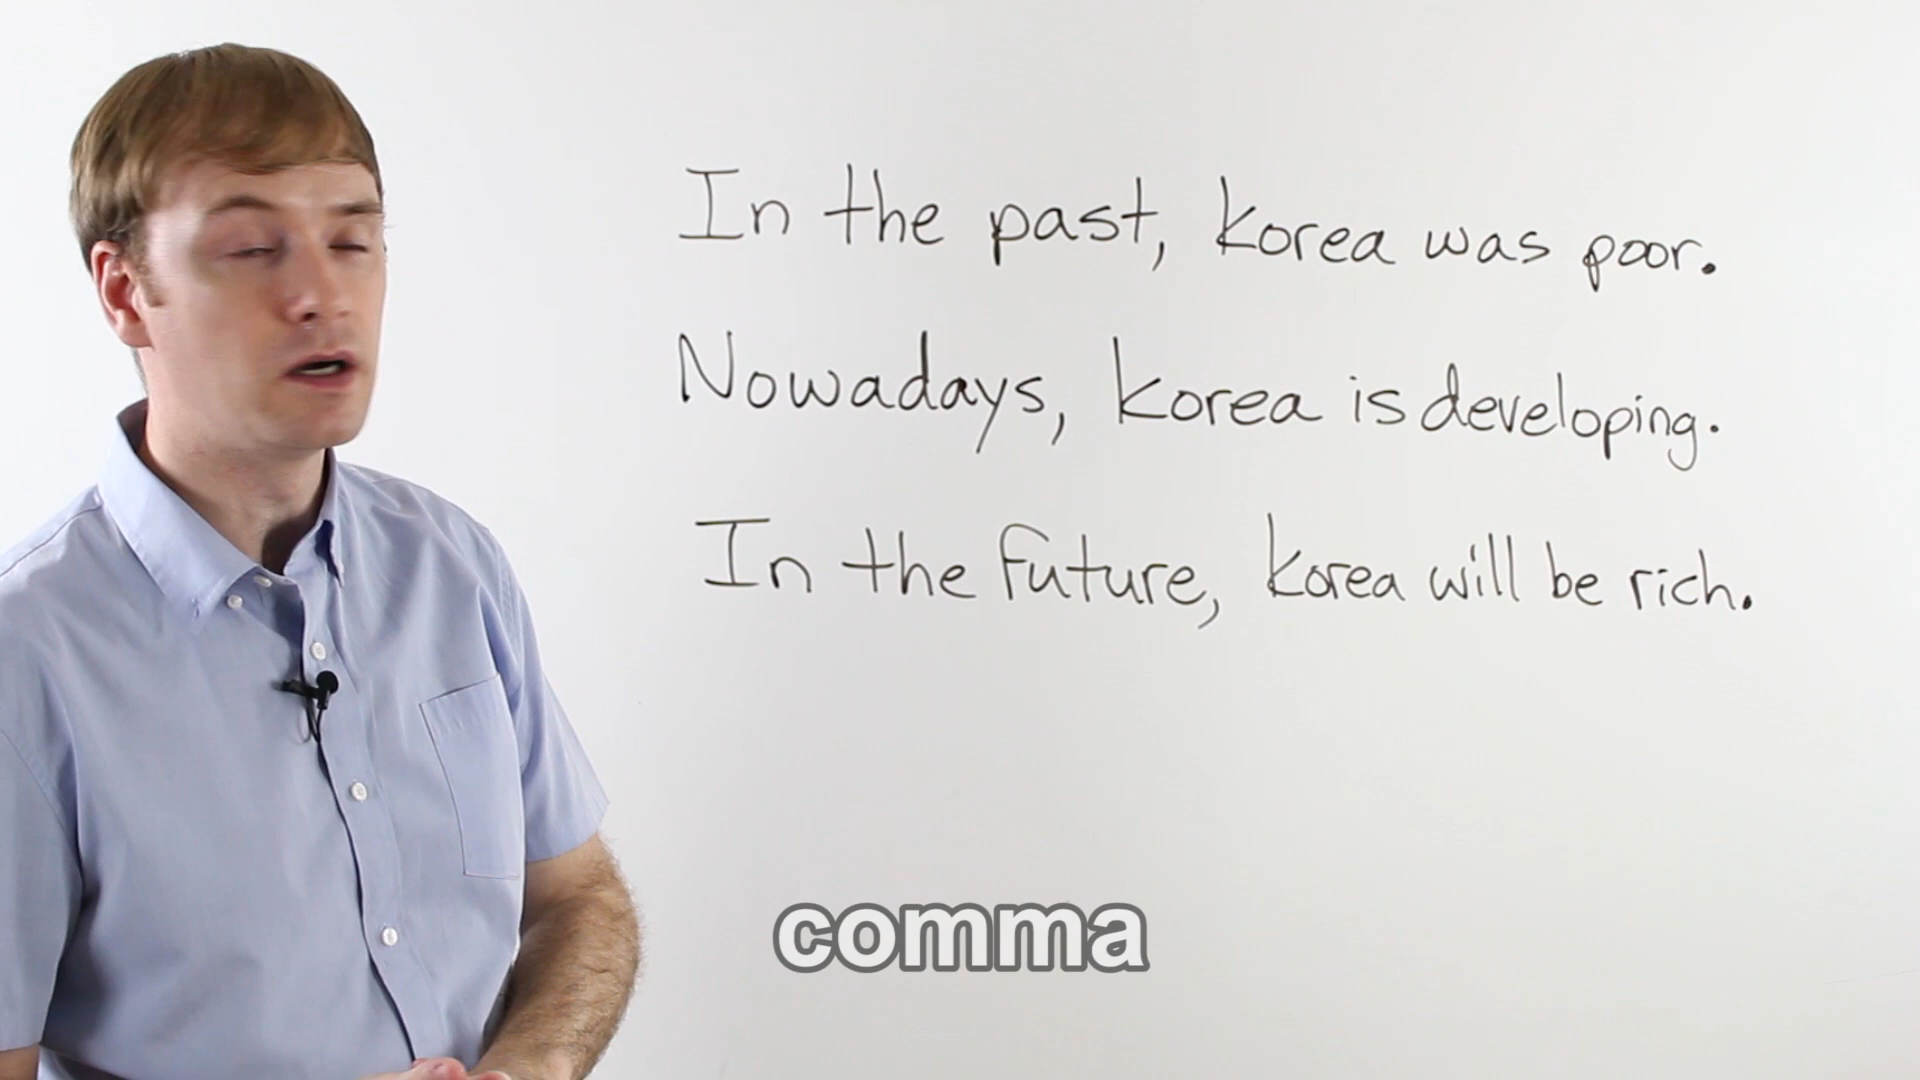 In the past, Korea was poor.
Nowadays, Korea is developing.
In the future, Korea will be rich.
comma